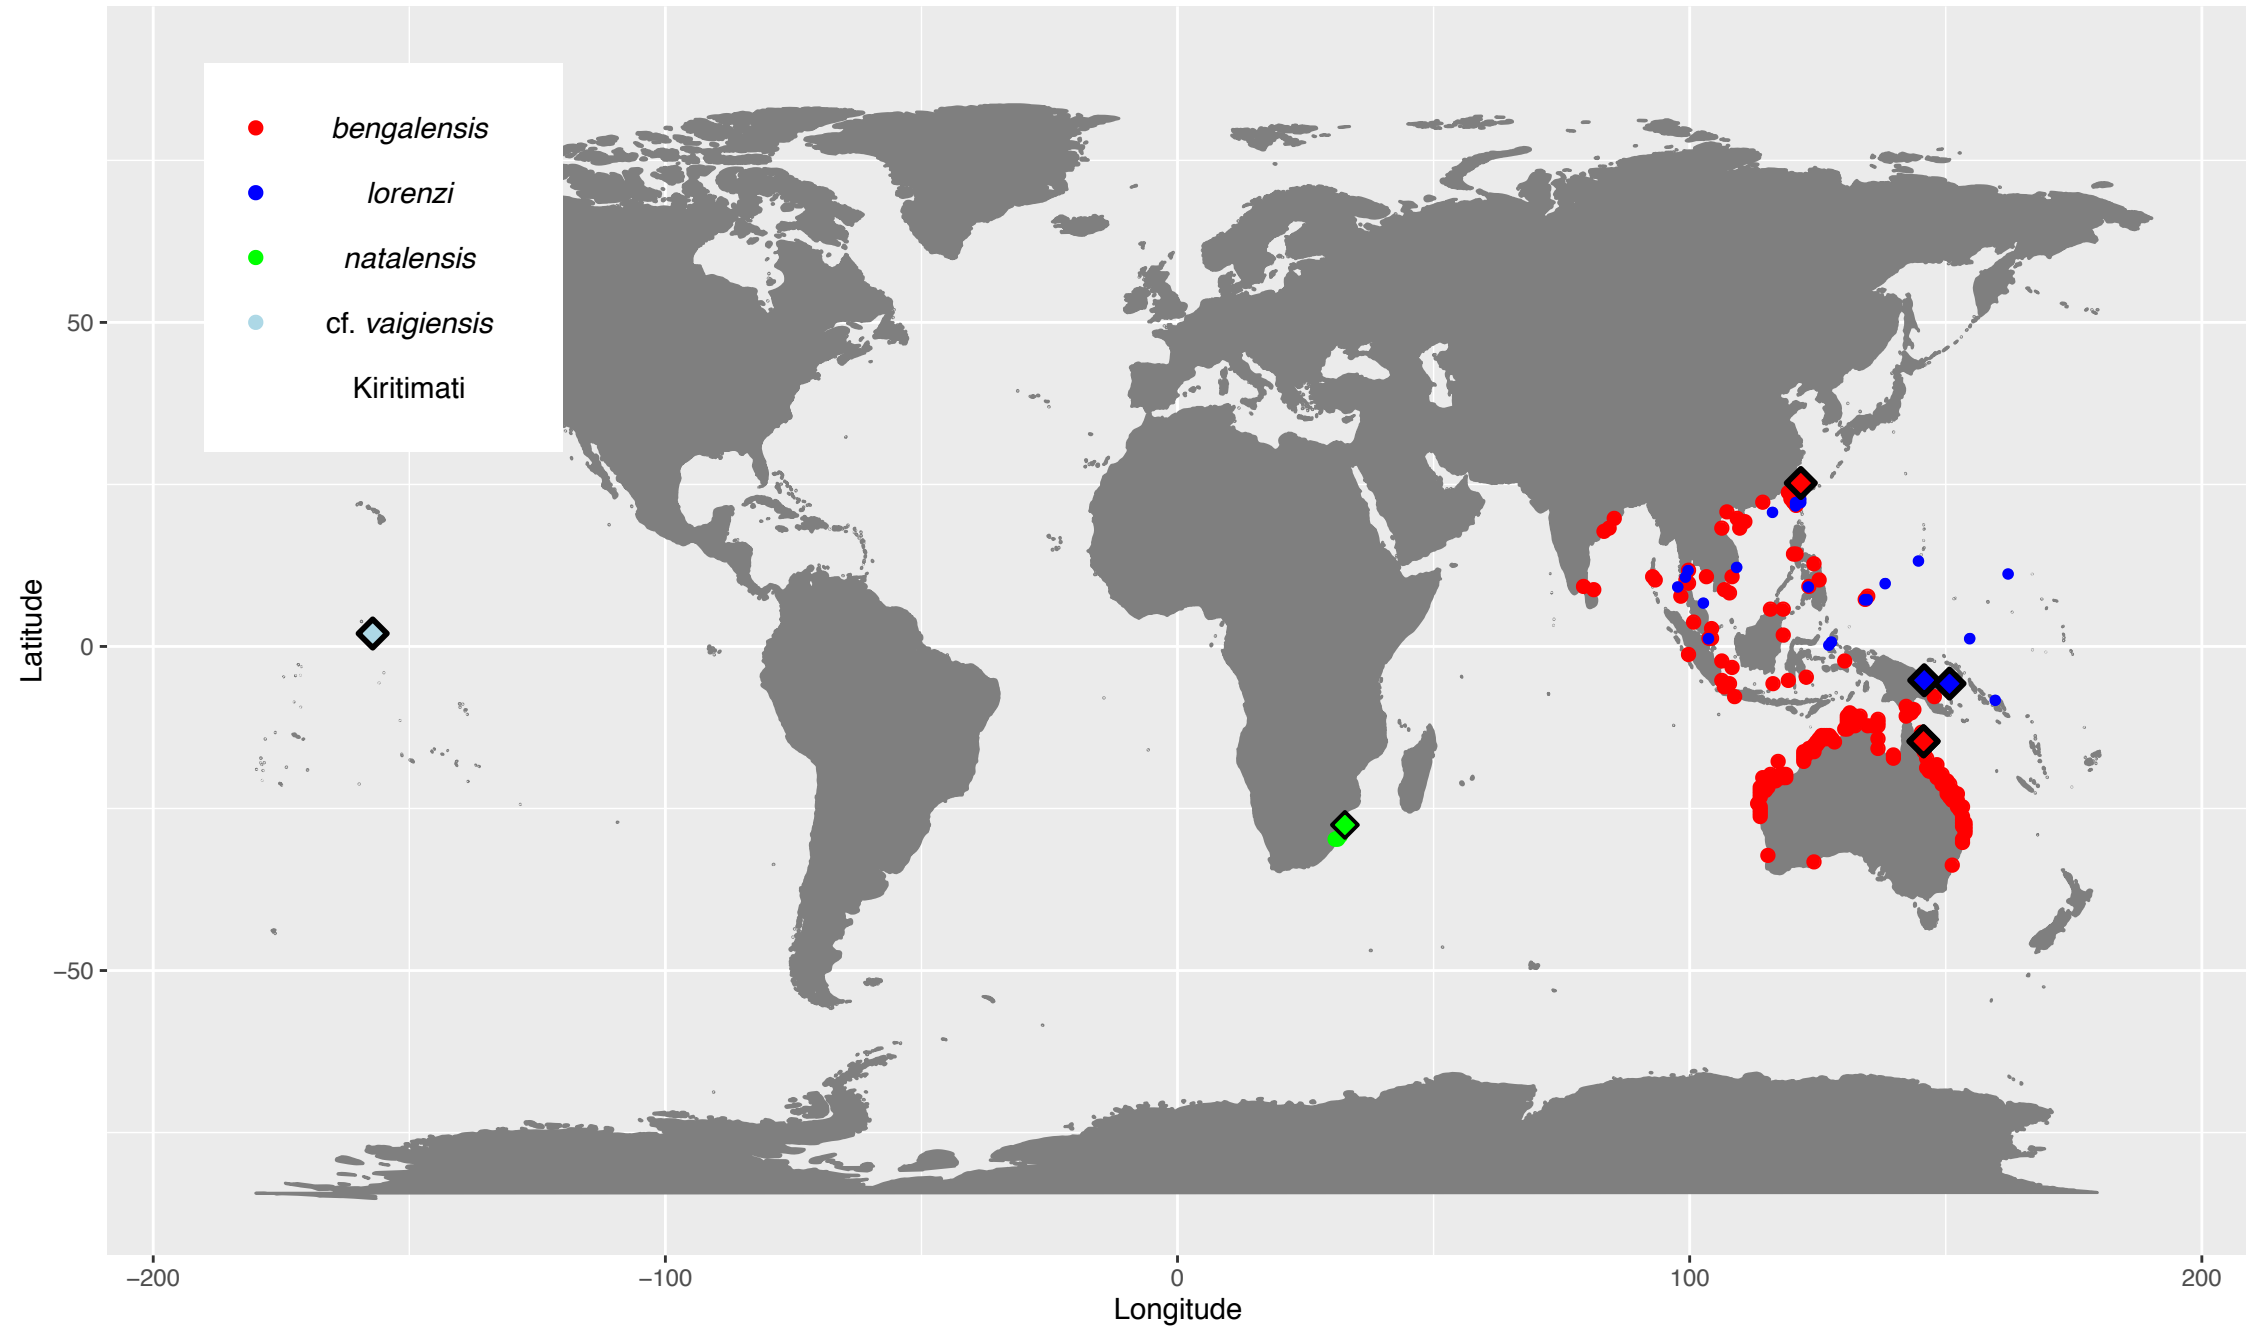 bengalensis
lorenzi
natalensis
cf. vaigiensis
Kiritimati
50
0
−50
Latitude
−200
−100
0
100
200
Longitude